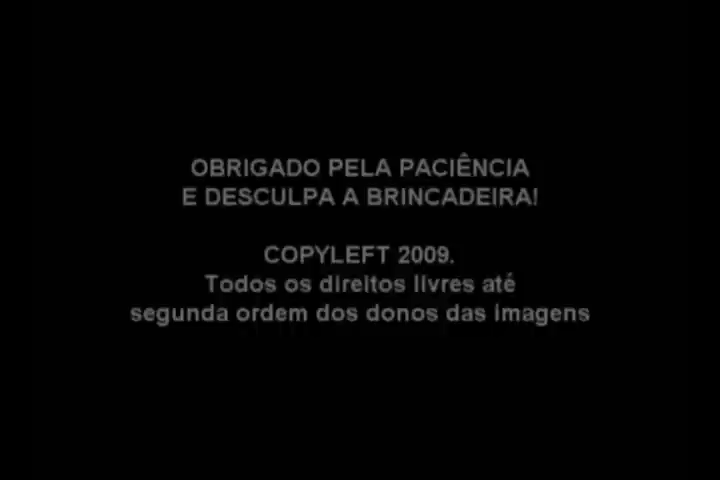 OBRIGADO PELA PACIÊNCIA
E DESCULPA A BRINCADEIRA!
COPYLEFT 2009.
Todos os direitos livres até
segunda ordem dos donos das imagens